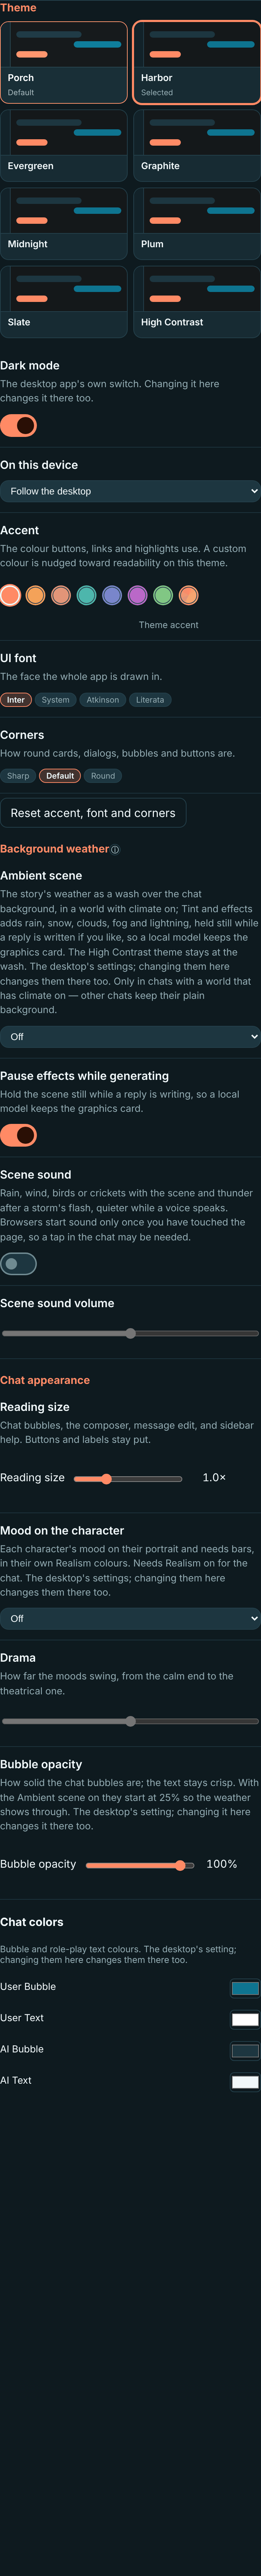 Theme
Porch
Default
Harbor
Selected
Evergreen
Graphite
Midnight
Plum
Slate
High Contrast
Dark mode
The desktop app's own switch. Changing it here
changes it there too.
On this device
Follow the desktop
Accent
The colour buttons, links and highlights use. A custom
colour is nudged toward readability on this theme.
Theme accent
UI font
The face the whole app is drawn in.
Inter
System
Atkinson
Literata
Corners
How round cards, dialogs, bubbles and buttons are.
Sharp
Default
Round
Reset accent, font and corners
Background weather ⓘ
Ambient scene
The story's weather as a wash over the chat
background, in a world with climate on; Tint and effects
adds rain, snow, clouds, fog and lightning, held still while
a reply is written if you like, so a local model keeps the
graphics card. The High Contrast theme stays at the
wash. The desktop's settings; changing them here
changes them there too. Only in chats with a world that
has climate on — other chats keep their plain
background.
Off
Pause effects while generating
Hold the scene still while a reply is writing, so a local
model keeps the graphics card.
Scene sound
Rain, wind, birds or crickets with the scene and thunder
after a storm's flash, quieter while a voice speaks.
Browsers start sound only once you have touched the
page, so a tap in the chat may be needed.
Scene sound volume
Chat appearance
Reading size
Chat bubbles, the composer, message edit, and sidebar
help. Buttons and labels stay put.
Reading size
1.0×
Mood on the character
Each character's mood on their portrait and needs bars,
in their own Realism colours. Needs Realism on for the
chat. The desktop's settings; changing them here
changes them there too.
Off
Drama
How far the moods swing, from the calm end to the
theatrical one.
Bubble opacity
How solid the chat bubbles are; the text stays crisp. With
the Ambient scene on they start at 25% so the weather
shows through. The desktop's setting; changing it here
changes it there too.
Bubble opacity
100%
Chat colors
Bubble and role-play text colours. The desktop's setting;
changing them here changes them there too.
User Bubble
User Text
AI Bubble
AI Text